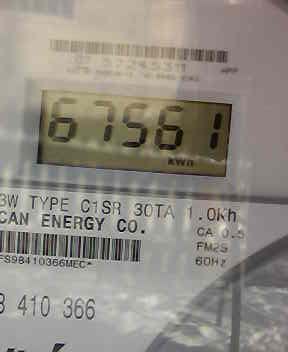 67561
kWh
3W TYPE C1SR 30TA 1.0Kh
CAN ENERGY CO. CA 0.5
FM2S
FS98410366MEC*
60Hz
410 366